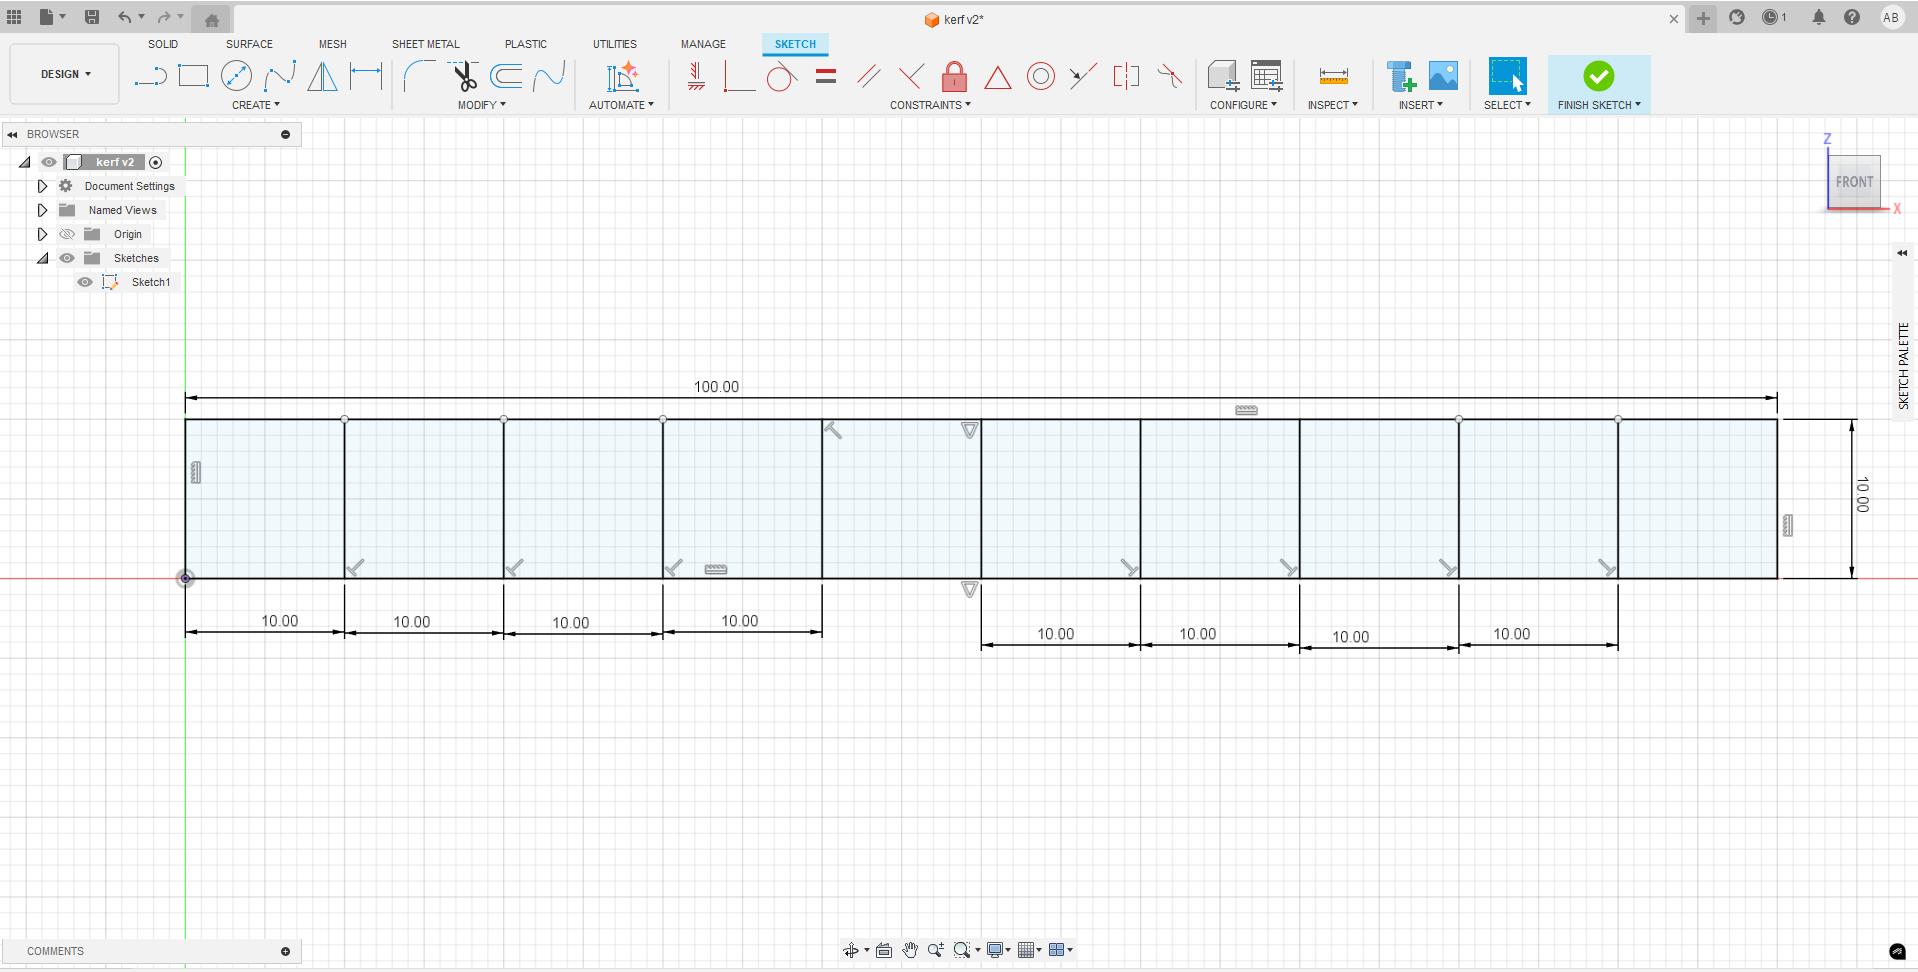 kerf v2*
1
AB
DESIGN
SOLID
SURFACE
MESH
SHEET METAL
PLASTIC
UTILITIES
MANAGE
SKETCH
CREATE
MODIFY
AUTOMATE
CONSTRAINTS
CONFIGURE
INSPECT
INSERT
SELECT
FINISH SKETCH
BROWSER
kerf v2
Document Settings
Named Views
Origin
Sketches
Sketch1
Z
FRONT
X
SKETCH PALETTE
100.00
10.00
10.00
10.00
10.00
10.00
10.00
10.00
10.00
10.00
COMMENTS